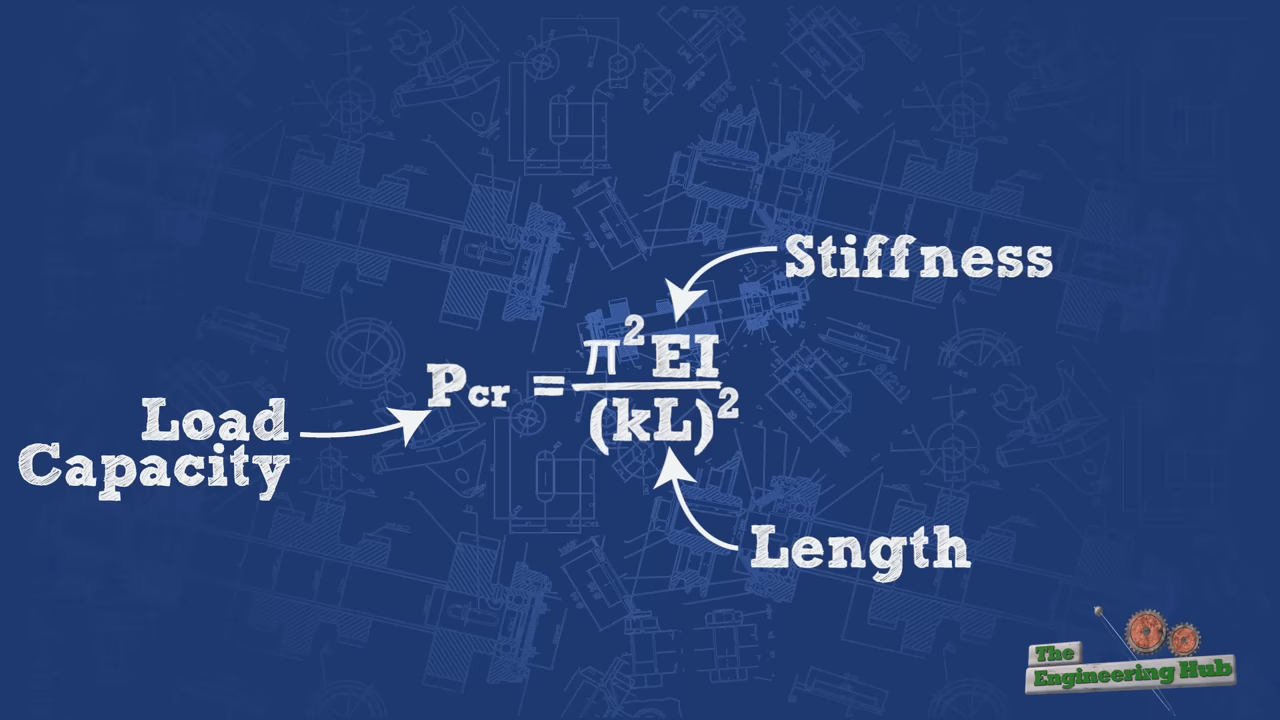 Stiffness
P_cr = π²EI / (kL)²
Load
Capacity
Length
The
Engineering Hub